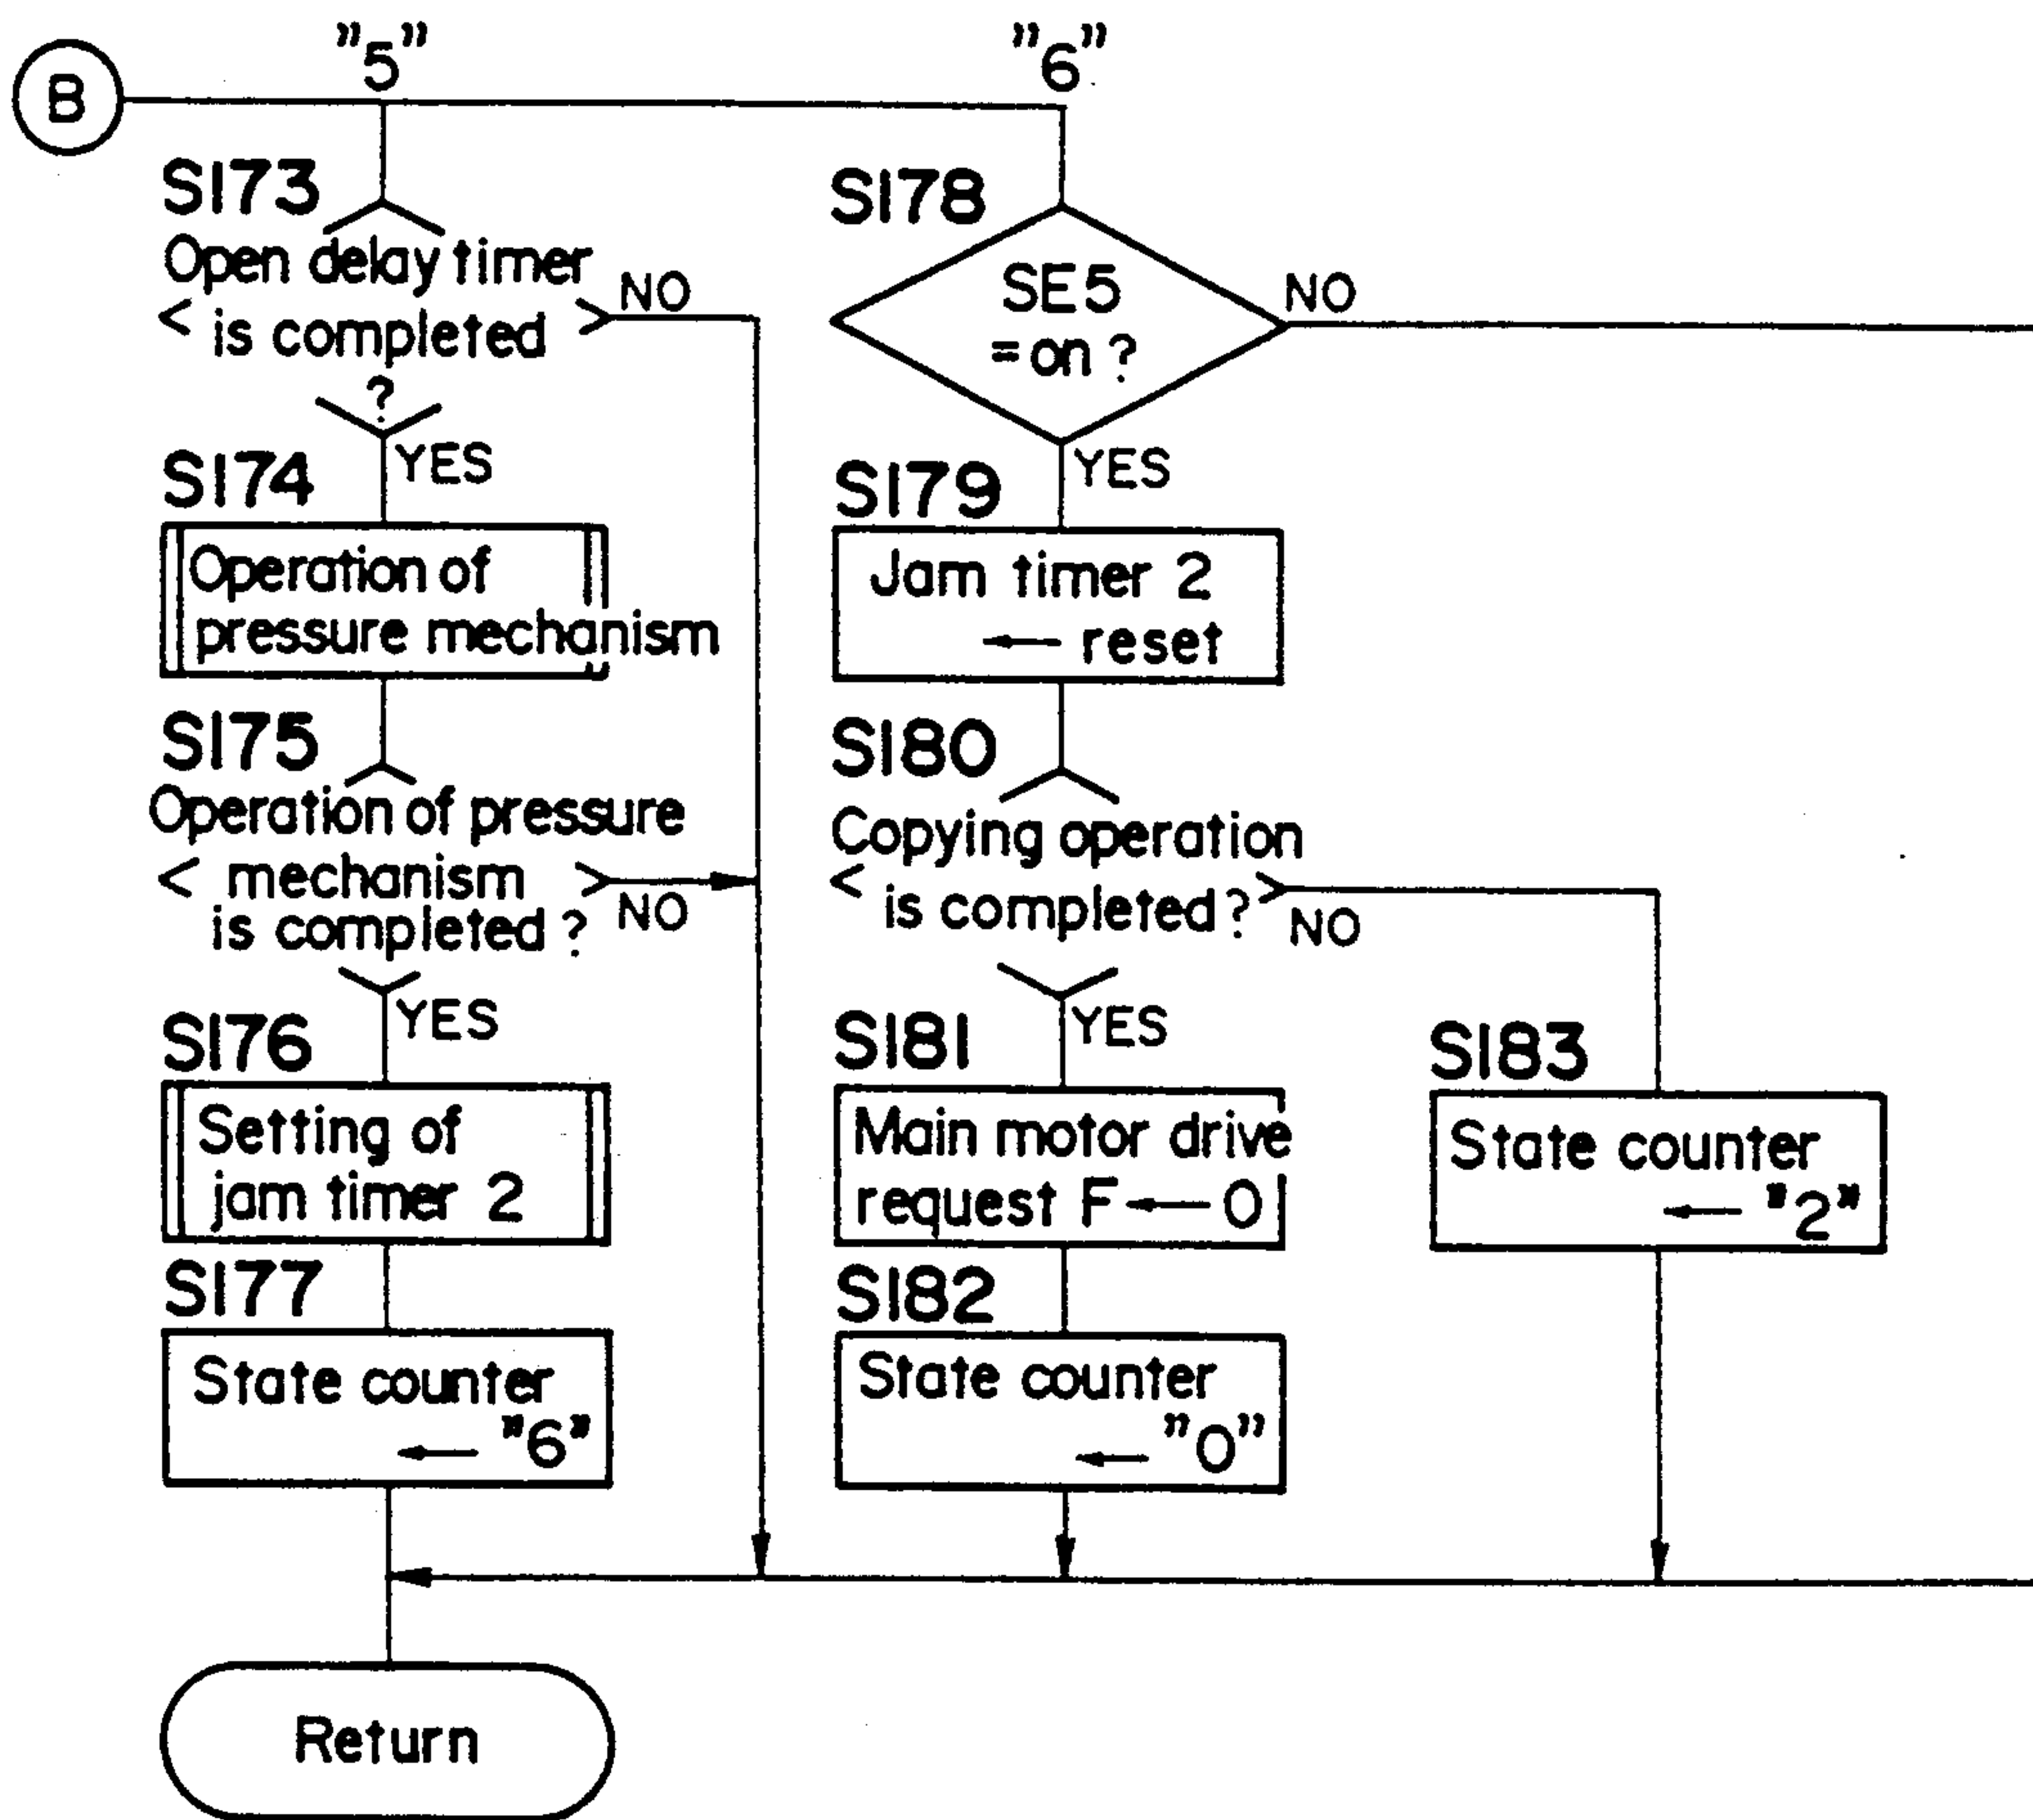 B
"5"
"6"
S173
Open delay timer
is completed
?
NO
YES
S174
Operation of
pressure mechanism
S175
Operation of pressure
mechanism
is completed ?
NO
YES
S176
Setting of
jam timer 2
S177
State counter
← "6"
S178
SE5
= on ?
NO
YES
S179
Jam timer 2
← reset
S180
Copying operation
is completed ?
NO
YES
S181
Main motor drive
request F ← 0
S182
State counter
← "0"
S183
State counter
← "2"
Return